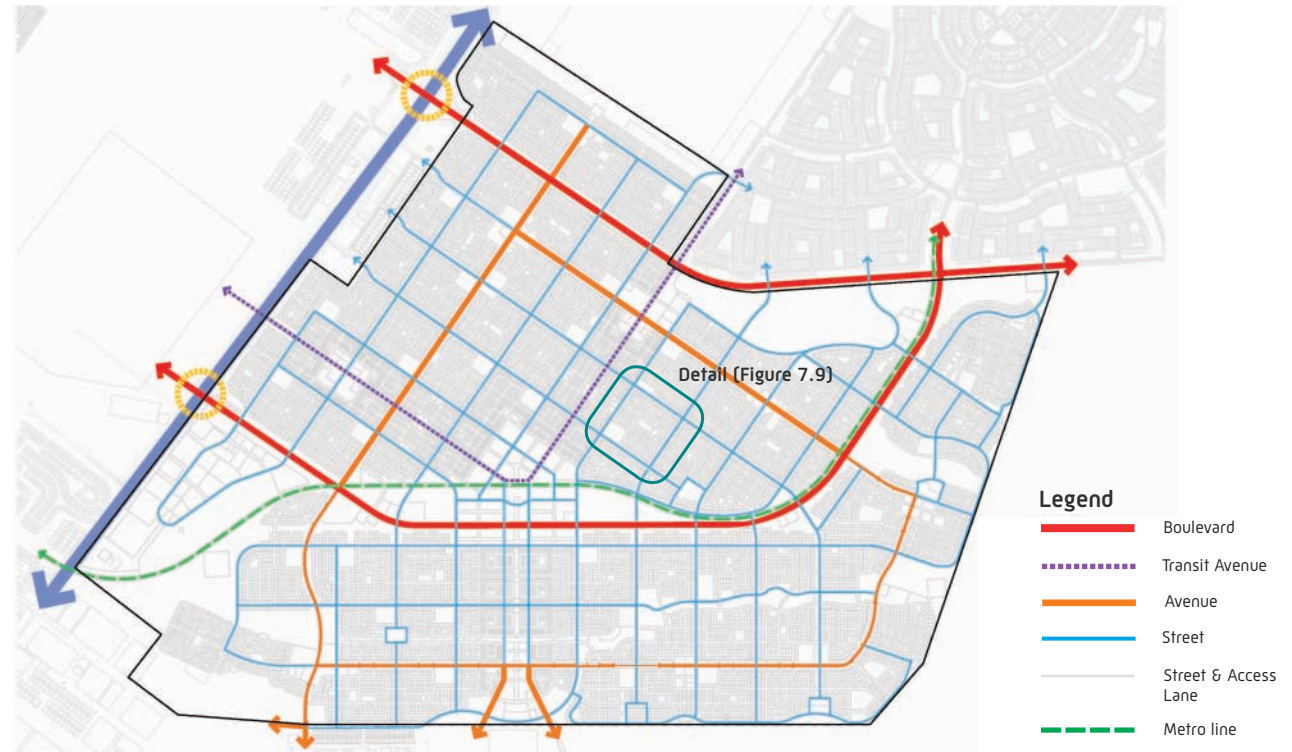 Detail (Figure 7.9)
Legend
Boulevard
Transit Avenue
Avenue
Street
Street & Access
Lane
Metro line